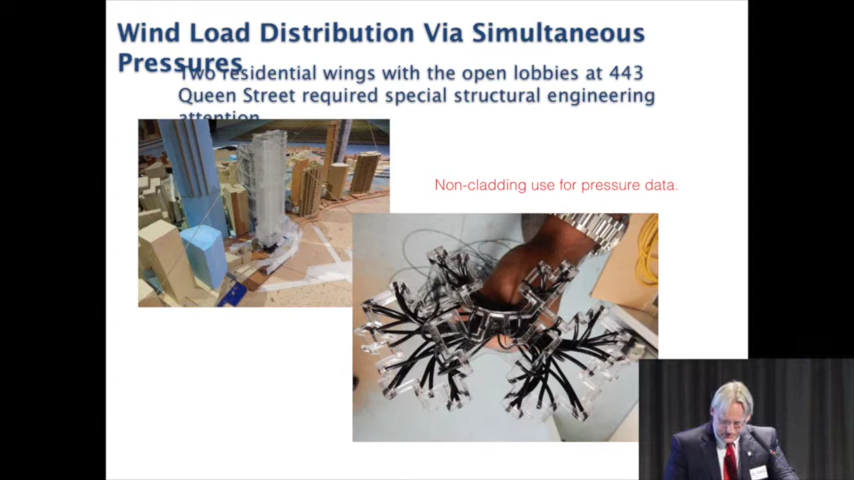 Wind Load Distribution Via Simultaneous
Pressures
Two residential wings with the open lobbies at 443
Queen Street required special structural engineering
attention
Non-cladding use for pressure data.